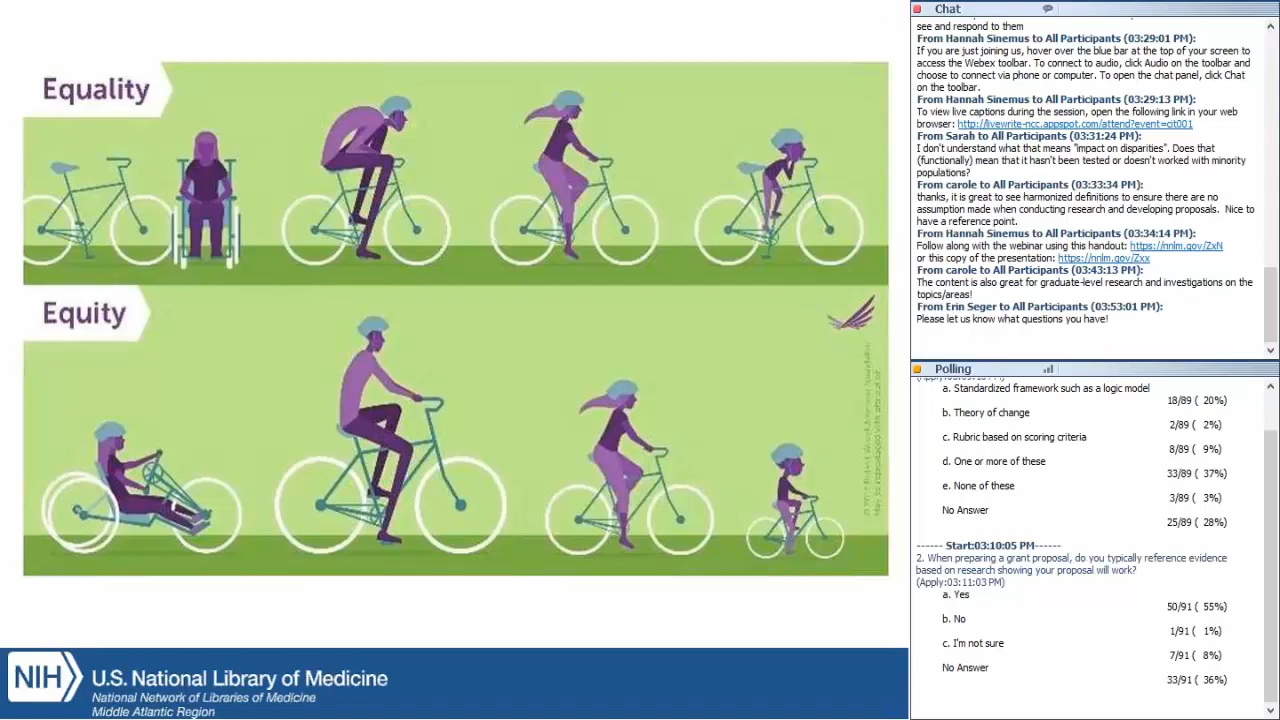 Equality
Equity
NIH
U.S. National Library of Medicine
National Network of Libraries of Medicine
Middle Atlantic Region
Chat
see and respond to them
From Hannah Sinemus to All Participants (03:29:01 PM):
If you are just joining us, hover over the blue bar at the top of your screen to
access the Webex toolbar. To connect to audio, click Audio on the toolbar and
choose to connect via phone or computer. To open the chat panel, click Chat
on the toolbar.
From Hannah Sinemus to All Participants (03:29:13 PM):
To view live captions during the session, open the following link in your web
browser: http://livewrite-ncc.appspot.com/attend?event=cit001
From Sarah to All Participants (03:31:24 PM):
I don't understand what that means "impact on disparities". Does that
(functionally) mean that it hasn't been tested or doesn't worked with minority
populations?
From carole to All Participants (03:33:34 PM):
thanks, it is great to see harmonized definitions to ensure there are no
assumption made when conducting research and developing proposals. Nice to
have a reference point.
From Hannah Sinemus to All Participants (03:34:14 PM):
Follow along with the webinar using this handout: https://nnlm.gov/ZxN
or this copy of the presentation: https://nnlm.gov/Zxx
From carole to All Participants (03:43:13 PM):
The content is also great for graduate-level research and investigations on the
topics/areas!
From Erin Seger to All Participants (03:53:01 PM):
Please let us know what questions you have!
Polling
a. Standardized framework such as a logic model
18/89 ( 20%)
b. Theory of change
2/89 ( 2%)
c. Rubric based on scoring criteria
8/89 ( 9%)
d. One or more of these
33/89 ( 37%)
e. None of these
3/89 ( 3%)
No Answer
25/89 ( 28%)
------ Start:03:10:05 PM------
2. When preparing a grant proposal, do you typically reference evidence
based on research showing your proposal will work?
(Apply:03:11:03 PM)
a. Yes
50/91 ( 55%)
b. No
1/91 ( 1%)
c. I'm not sure
7/91 ( 8%)
No Answer
33/91 ( 36%)